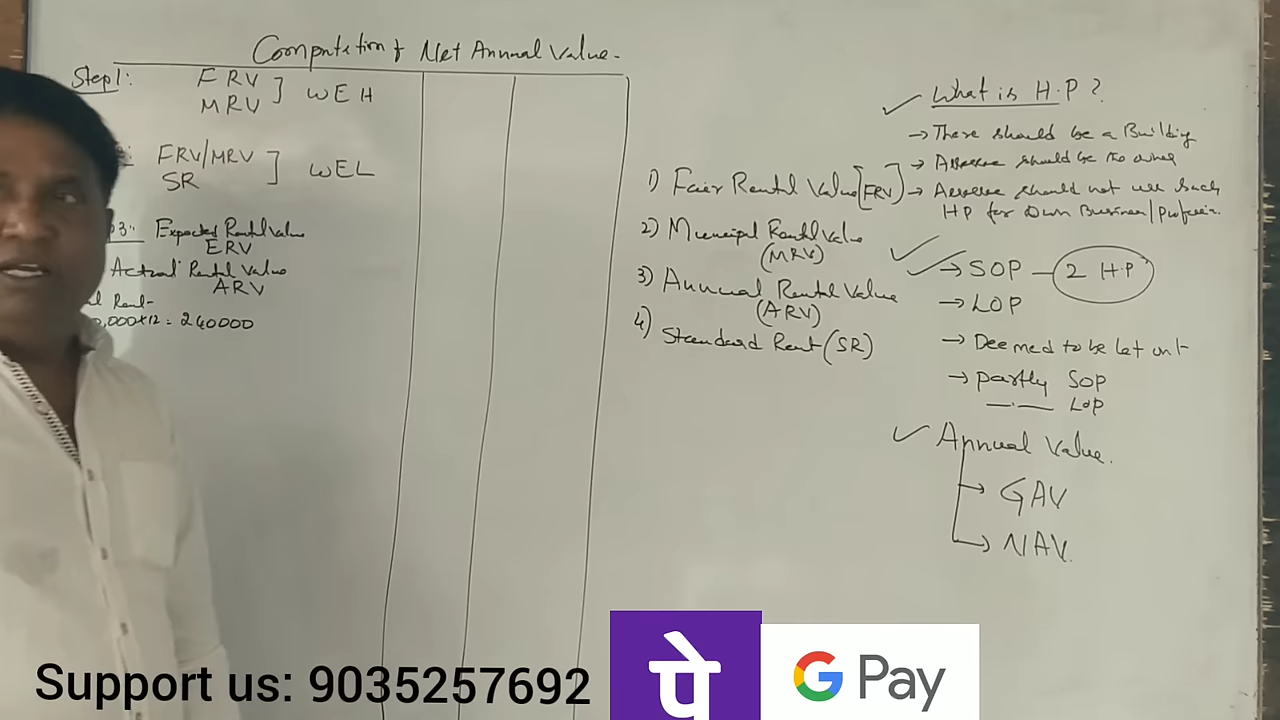 Computation of Net Annual Value.
Step 1:
FRV
MRV ] WEH
FRV/MRV
SR ] WEL
p3: Expected Rental Value
ERV
Actual Rental Value
ARV
Rent
0,000x12 = 240000
1) Fair Rental Value [FRV]
2) Municipal Rental Value
(MRV)
3) Annual Rental Value
(ARV)
4) Standard Rent (SR)
✓ What is H.P?
→ There should be a Building
→ Assessee should be the owner
→ Assessee should not use such
HP for own Business/profession.
→ SOP — 2 H.P
→ LOP
→ Deemed to be let out
→ Partly SOP
—·— LOP
✓ Annual Value.
→ GAV
→ NAV.
Support us: 9035257692
पे
G Pay